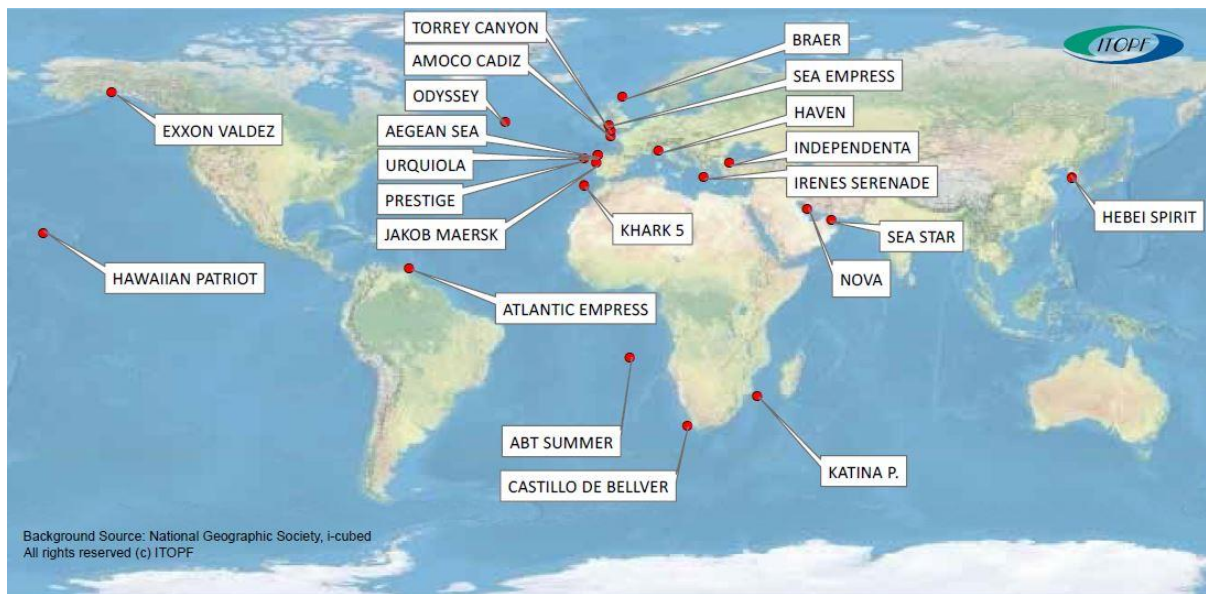 TORREY CANYON
AMOCO CADIZ
ODYSSEY
AEGEAN SEA
URQUIOLA
PRESTIGE
JAKOB MAERSK
EXXON VALDEZ
HAWAIIAN PATRIOT
ATLANTIC EMPRESS
KHARK 5
BRAER
SEA EMPRESS
HAVEN
INDEPENDENTA
IRENES SERENADE
SEA STAR
NOVA
HEBEI SPIRIT
ABT SUMMER
CASTILLO DE BELLVER
KATINA P.
ITOPF
Background Source: National Geographic Society, i-cubed
All rights reserved (c) ITOPF